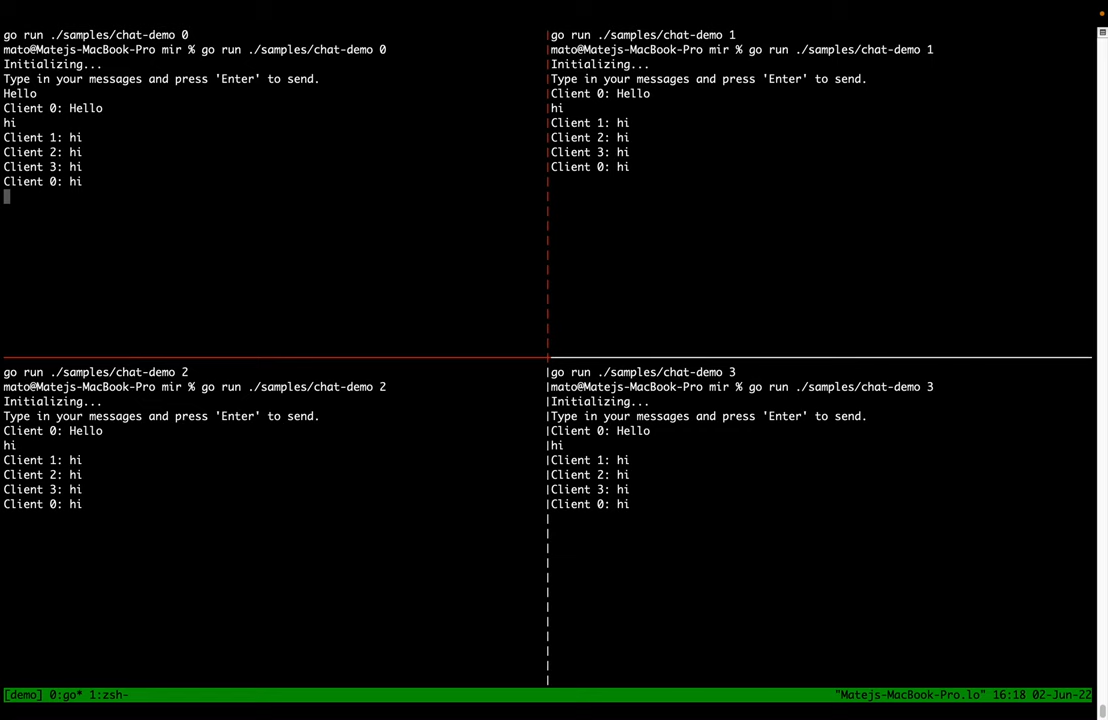 go run ./samples/chat-demo 0
mato@Matejs-MacBook-Pro mir % go run ./samples/chat-demo 0
Initializing...
Type in your messages and press 'Enter' to send.
Hello
Client 0: Hello
hi
Client 1: hi
Client 2: hi
Client 3: hi
Client 0: hi
go run ./samples/chat-demo 1
mato@Matejs-MacBook-Pro mir % go run ./samples/chat-demo 1
Initializing...
Type in your messages and press 'Enter' to send.
Client 0: Hello
hi
Client 1: hi
Client 2: hi
Client 3: hi
Client 0: hi
go run ./samples/chat-demo 2
mato@Matejs-MacBook-Pro mir % go run ./samples/chat-demo 2
Initializing...
Type in your messages and press 'Enter' to send.
Client 0: Hello
hi
Client 1: hi
Client 2: hi
Client 3: hi
Client 0: hi
go run ./samples/chat-demo 3
mato@Matejs-MacBook-Pro mir % go run ./samples/chat-demo 3
Initializing...
Type in your messages and press 'Enter' to send.
Client 0: Hello
hi
Client 1: hi
Client 2: hi
Client 3: hi
Client 0: hi
[demo] 0:go* 1:zsh- "Matejs-MacBook-Pro.lo" 16:18 02-Jun-22